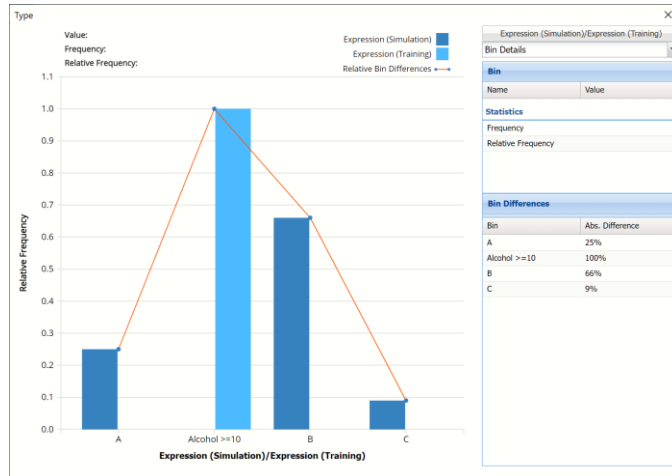 Type
Value:
Frequency:
Relative Frequency:
Expression (Simulation)
Expression (Training)
Relative Bin Differences
1.1
1.0
0.9
0.8
0.7
0.6
0.5
0.4
0.3
0.2
0.1
0.0
Relative Frequency
A
Alcohol >=10
B
C
Expression (Simulation)/Expression (Training)
Expression (Simulation)/Expression (Training)
Bin Details
Bin
Name Value
Statistics
Frequency
Relative Frequency
Bin Differences
Bin Abs. Difference
A 25%
Alcohol >=10 100%
B 66%
C 9%